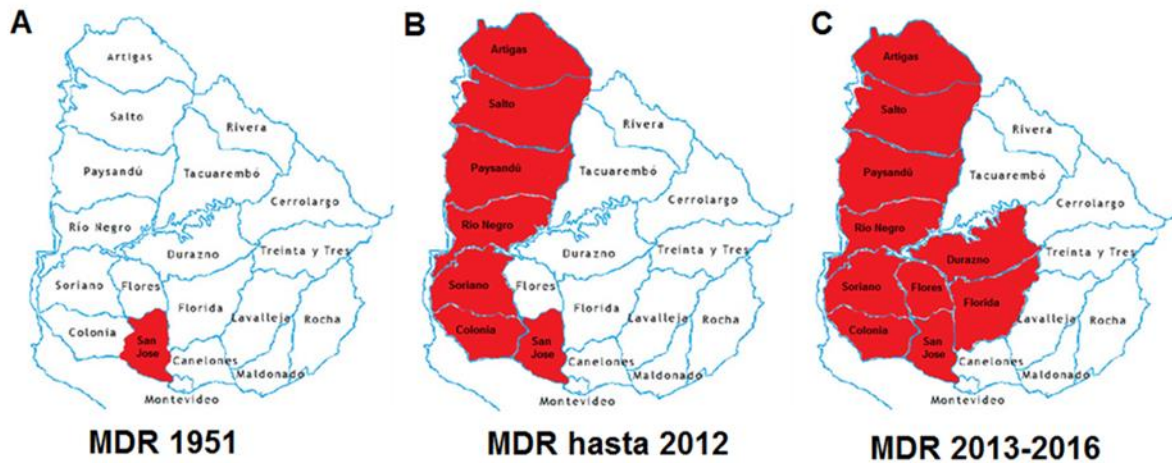 A
Artigas
Salto
Rivera
Paysandú
Tacuarembó
Cerrolargo
Río Negro
Durazno
Treinta y Tres
Soriano
Flores
Florida
Lavalleja
Rocha
Colonia
San
Jose
Canelones
Maldonado
Montevideo
MDR 1951
B
Artigas
Salto
Rivera
Paysandú
Tacuarembó
Cerrolargo
Río Negro
Durazno
Treinta y Tres
Soriano
Flores
Florida
Lavalleja
Rocha
Colonia
San
Jose
Canelones
Maldonado
Montevideo
MDR hasta 2012
C
Artigas
Salto
Rivera
Paysandú
Tacuarembó
Cerrolargo
Río Negro
Durazno
Treinta y Tres
Soriano
Flores
Florida
Lavalleja
Rocha
Colonia
San
Jose
Canelones
Maldonado
Montevideo
MDR 2013-2016